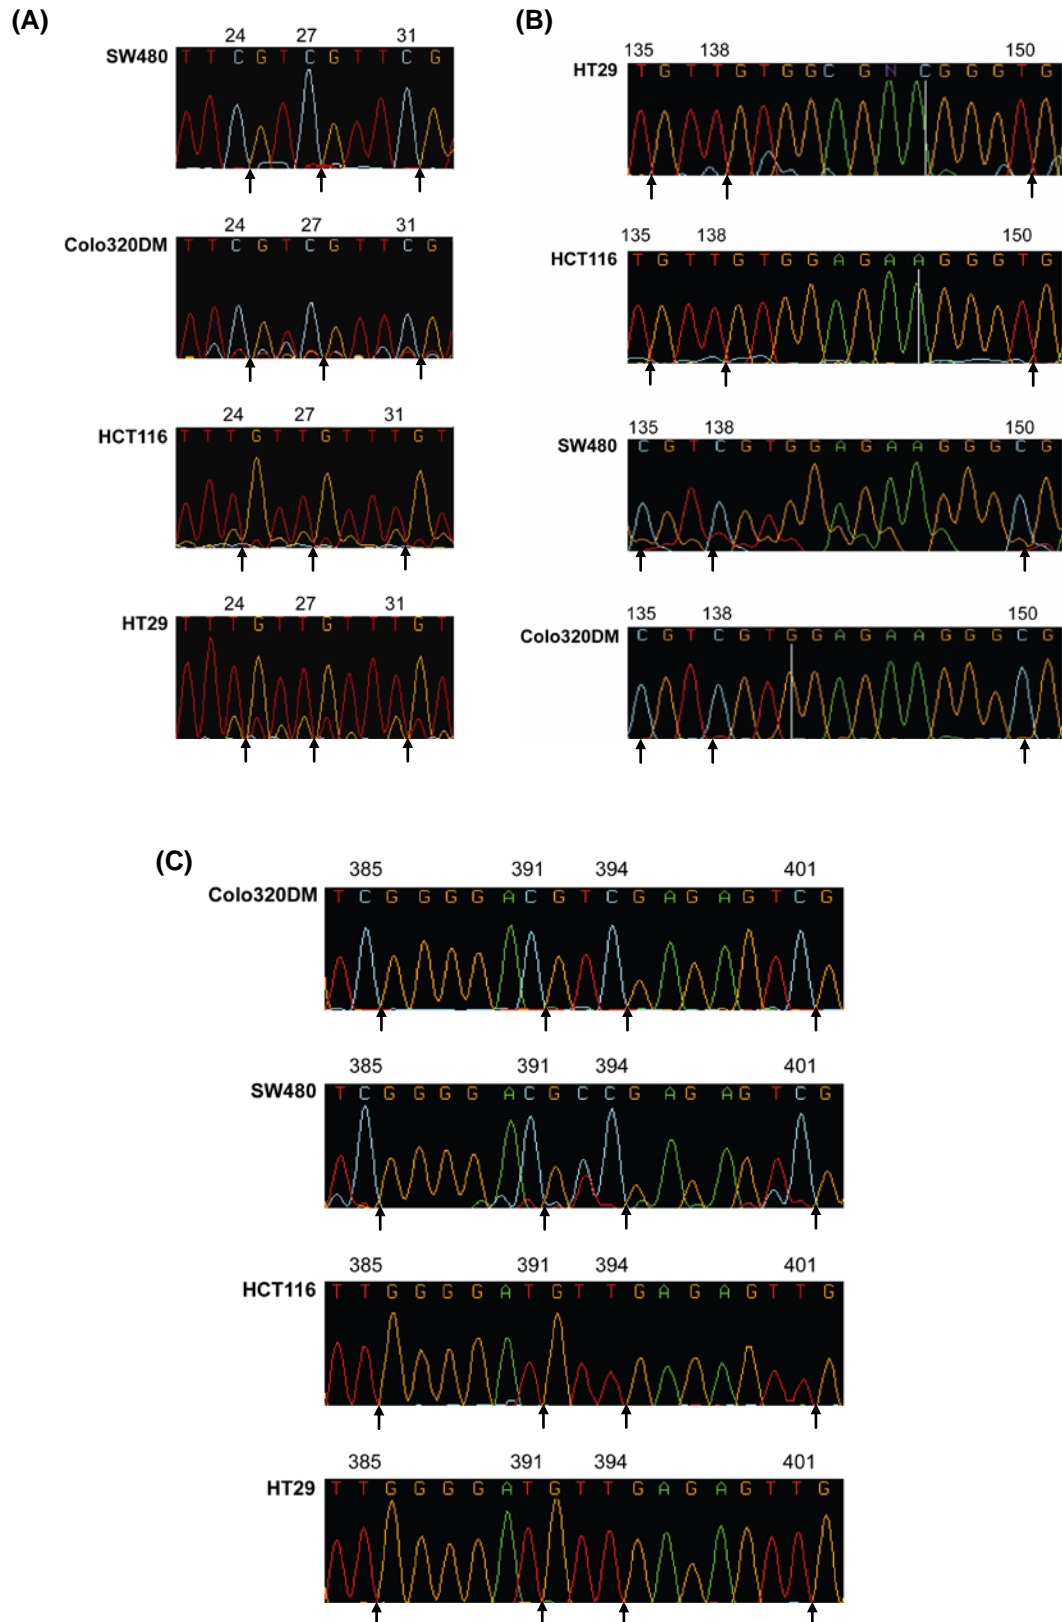 (A)
24 27 31
SW480
T T C G T C G T T C G
24 27 31
Colo320DM
T T C G T C G T T C G
24 27 31
HCT116
T T T G T T G T T T G T
24 27 31
HT29
T T T G T T G T T T G T
(B)
135 138 150
HT29
T G T T G T G G C G N C G G G T G
135 138 150
HCT116
T G T T G T G G A G A A G G G T G
135 138 150
SW480
C G T C G T G G A G A A G G G C G
135 138 150
Colo320DM
C G T C G T G G A G A A G G G C G
(C)
385 391 394 401
Colo320DM
T C G G G G A C G T C G A G A G T C G
385 391 394 401
SW480
T C G G G G A C G C C G A G A G T C G
385 391 394 401
HCT116
T T G G G G A T G T T G A G A G T T G
385 391 394 401
HT29
T T G G G G A T G T T G A G A G T T G